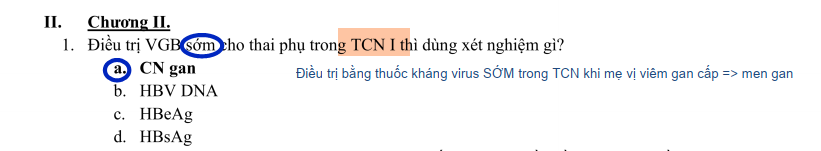 II. Chương II.
1. Điều trị VGB sớm cho thai phụ trong TCN I thì dùng xét nghiệm gì?
a. CN gan
Điều trị bằng thuốc kháng virus SỚM trong TCN khi mẹ vị viêm gan cấp => men gan
b. HBV DNA
c. HBeAg
d. HBsAg